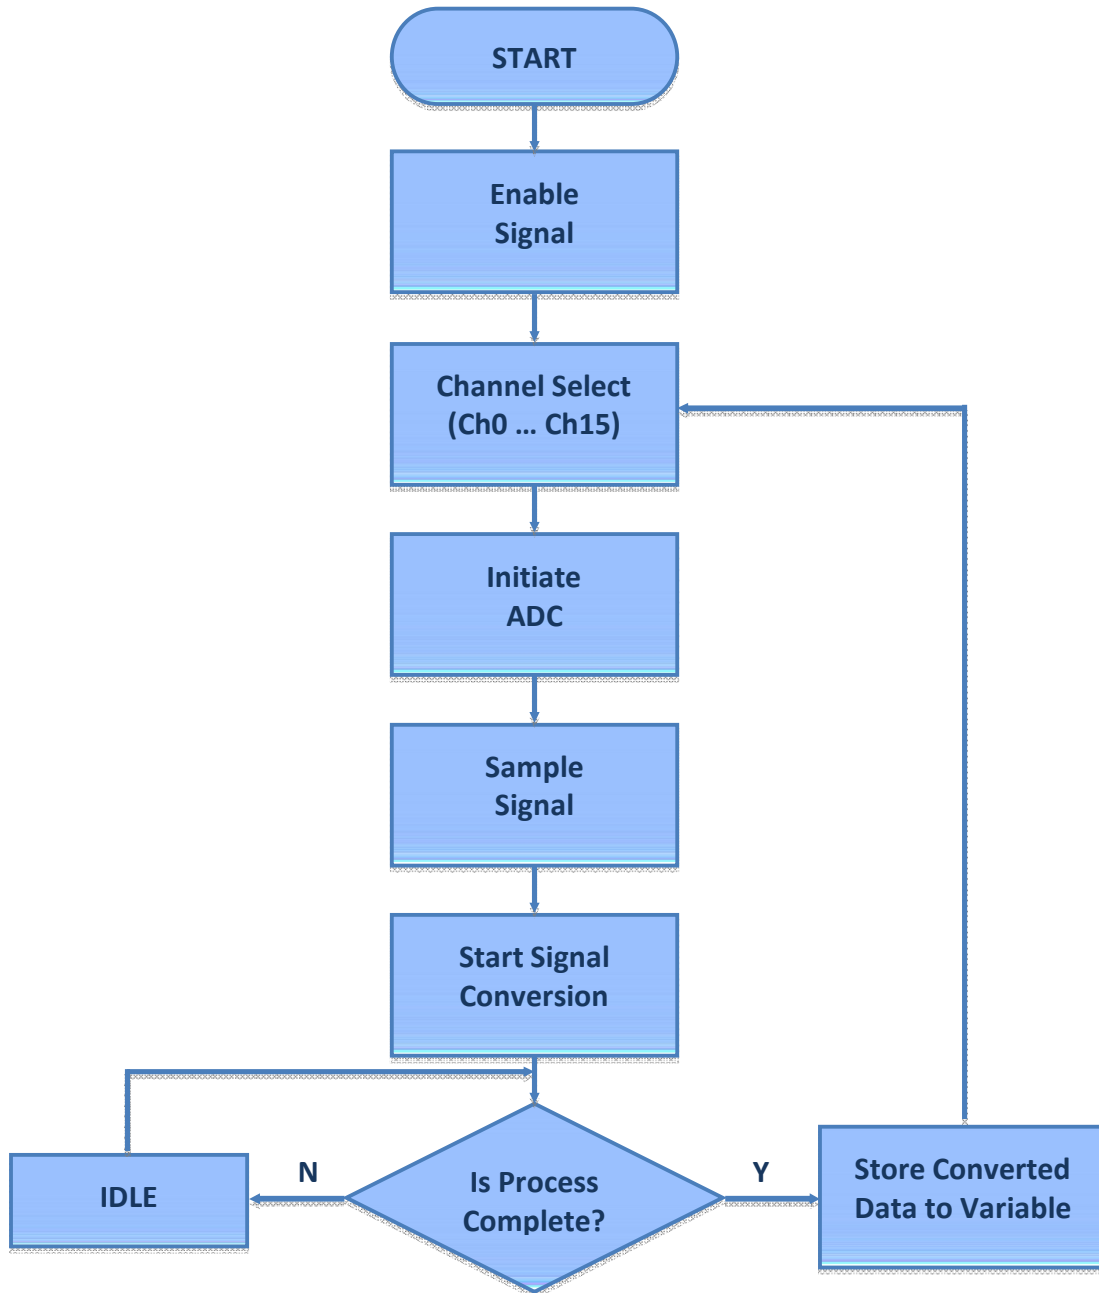 START
Enable
Signal
Channel Select
(Ch0 ... Ch15)
Initiate
ADC
Sample
Signal
Start Signal
Conversion
N
IDLE
Is Process
Complete?
Y
Store Converted
Data to Variable